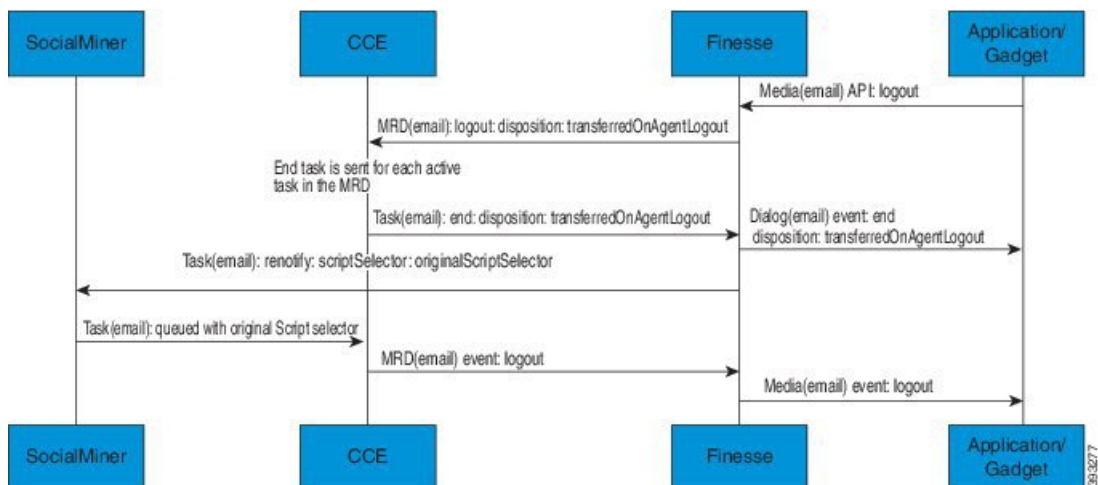 SocialMiner
CCE
Finesse
Application/
Gadget
Media(email) API: logout
MRD(email): logout: disposition: transferredOnAgentLogout
End task is sent for each active
task in the MRD
Task(email): end: disposition: transferredOnAgentLogout
Dialog(email) event: end
disposition: transferredOnAgentLogout
Task(email): renotify: scriptSelector: originalScriptSelector
Task(email): queued with original Script selector
MRD(email) event: logout
Media(email) event: logout
SocialMiner
CCE
Finesse
Application/
Gadget
393277